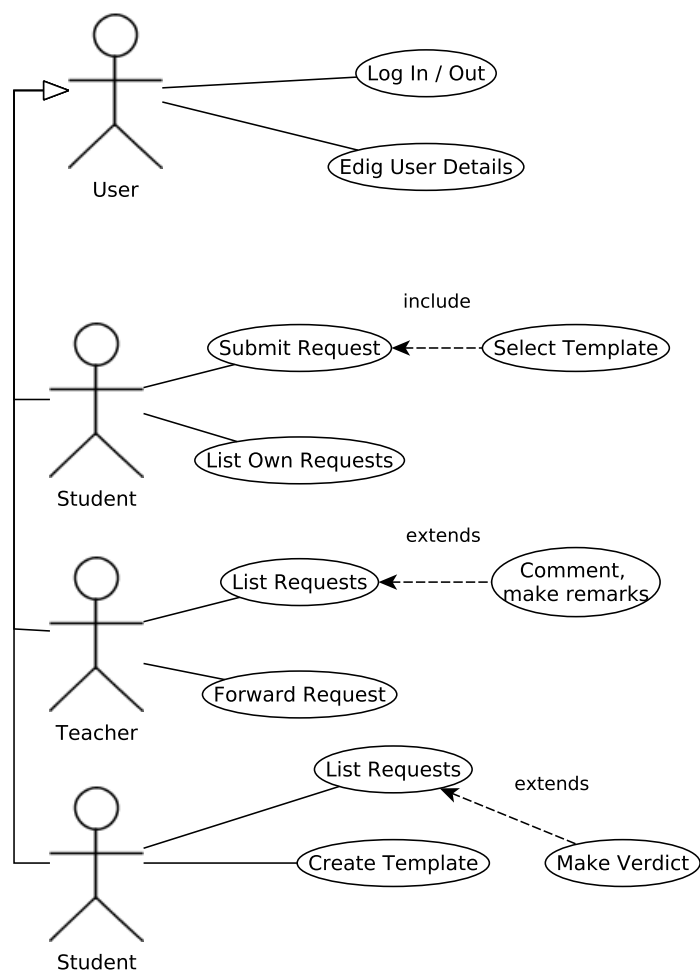 Log In / Out
Edig User Details
User
include
Submit Request
Select Template
List Own Requests
Student
extends
List Requests
Comment,
make remarks
Forward Request
Teacher
List Requests
extends
Create Template
Make Verdict
Student